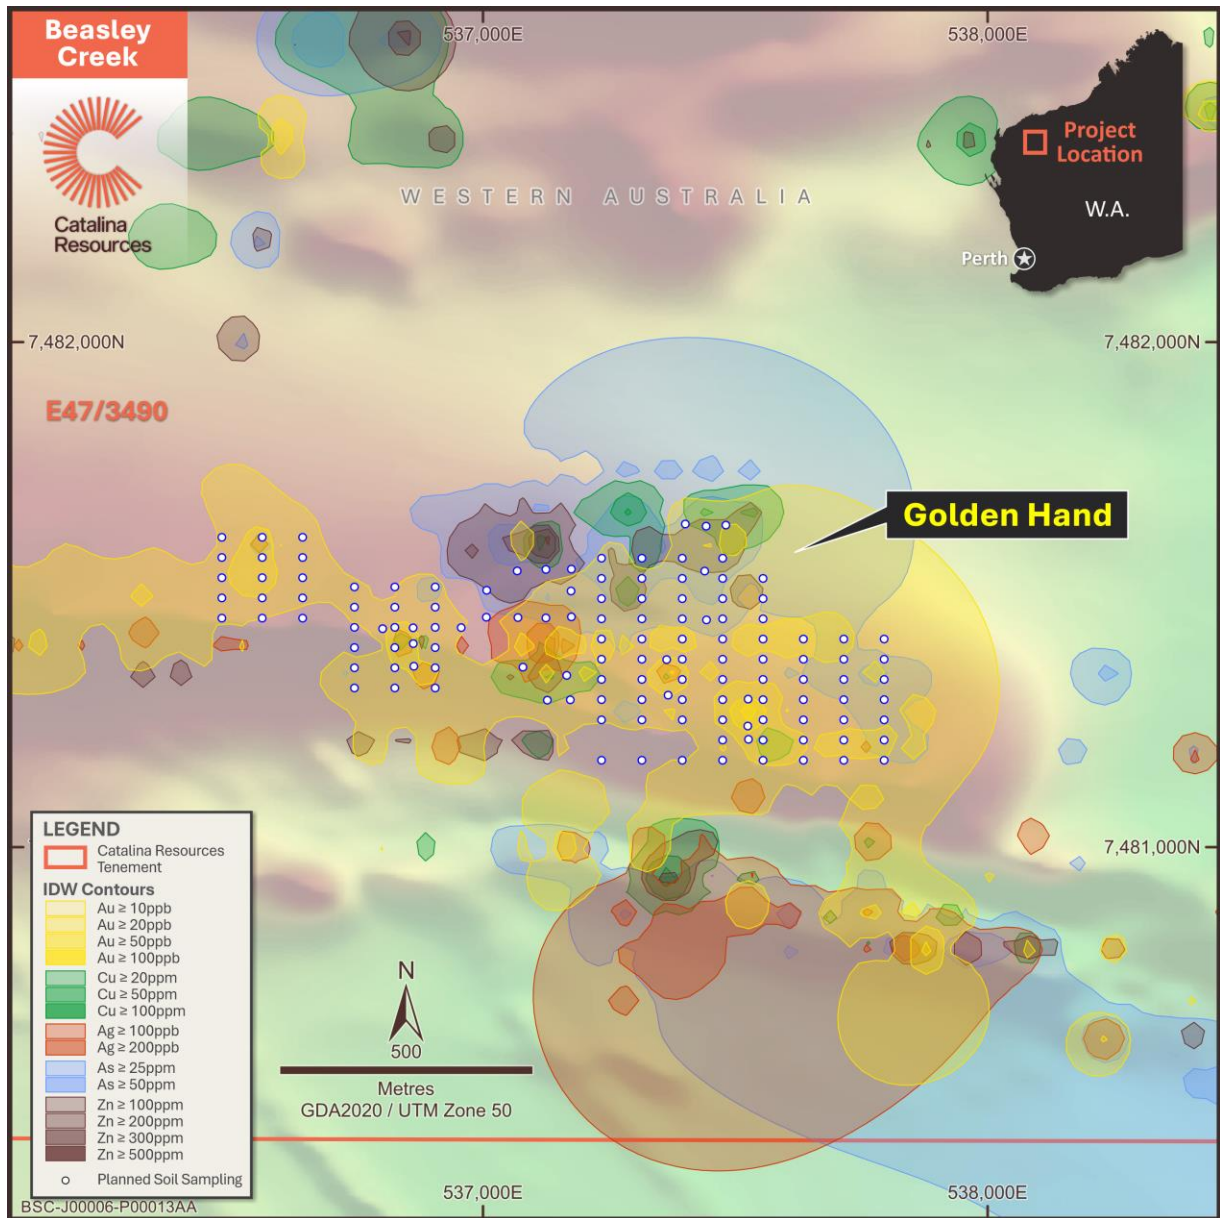 Beasley
Creek
537,000E
538,000E
Project
Location
W.A.
Perth
WESTERN AUSTRALIA
Catalina
Resources
7,482,000N
7,482,000N
E47/3490
Golden Hand
LEGEND
Catalina Resources
Tenement
IDW Contours
Au ≥ 10ppb
Au ≥ 20ppb
Au ≥ 50ppb
Au ≥ 100ppb
Cu ≥ 20ppm
Cu ≥ 50ppm
Cu ≥ 100ppm
Ag ≥ 100ppb
Ag ≥ 200ppb
As ≥ 25ppm
As ≥ 50ppm
Zn ≥ 100ppm
Zn ≥ 200ppm
Zn ≥ 300ppm
Zn ≥ 500ppm
Planned Soil Sampling
7,481,000N
N
500
Metres
GDA2020 / UTM Zone 50
537,000E
538,000E
BSC-J00006-P00013AA